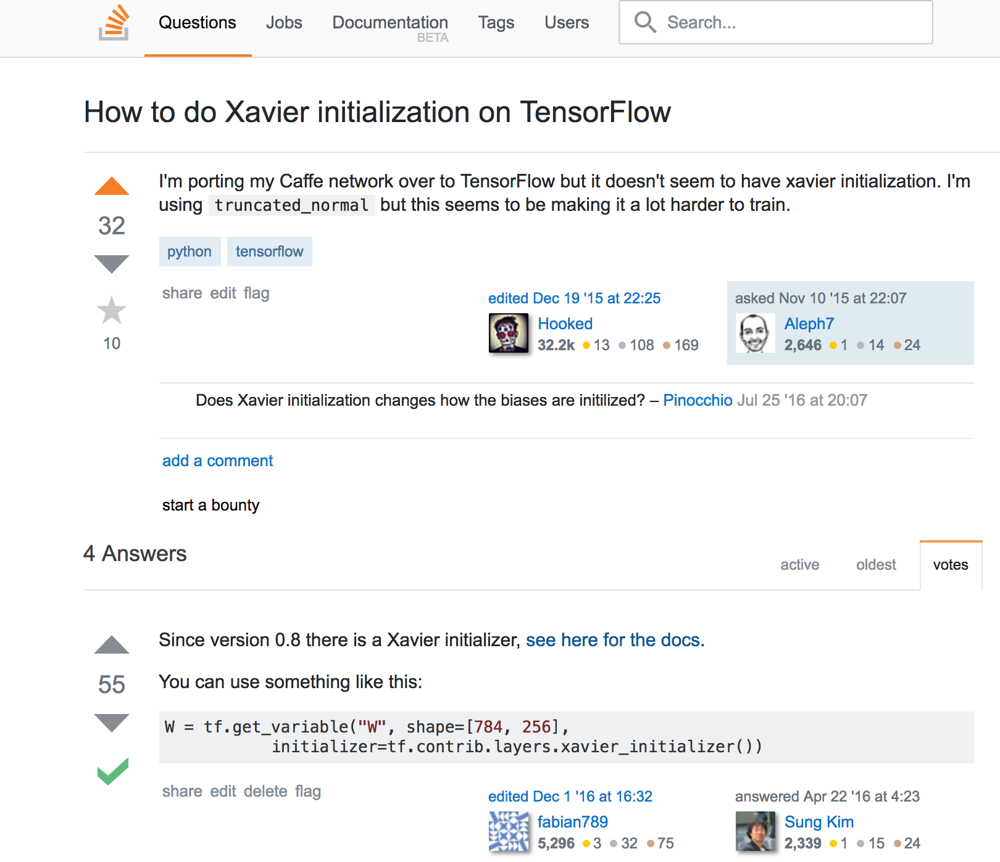 Questions Jobs Documentation Tags Users Search...
BETA
How to do Xavier initialization on TensorFlow
I'm porting my Caffe network over to TensorFlow but it doesn't seem to have xavier initialization. I'm
using truncated_normal but this seems to be making it a lot harder to train.
32
python tensorflow
share edit flag
10
edited Dec 19 '15 at 22:25
Hooked
32.2k 13 108 169
asked Nov 10 '15 at 22:07
Aleph7
2,646 1 14 24
Does Xavier initialization changes how the biases are initilized? – Pinocchio Jul 25 '16 at 20:07
add a comment
start a bounty
4 Answers
active oldest votes
Since version 0.8 there is a Xavier initializer, see here for the docs.
55
You can use something like this:
W = tf.get_variable("W", shape=[784, 256],
initializer=tf.contrib.layers.xavier_initializer())
share edit delete flag
edited Dec 1 '16 at 16:32
fabian789
5,296 3 32 75
answered Apr 22 '16 at 4:23
Sung Kim
2,339 1 15 24